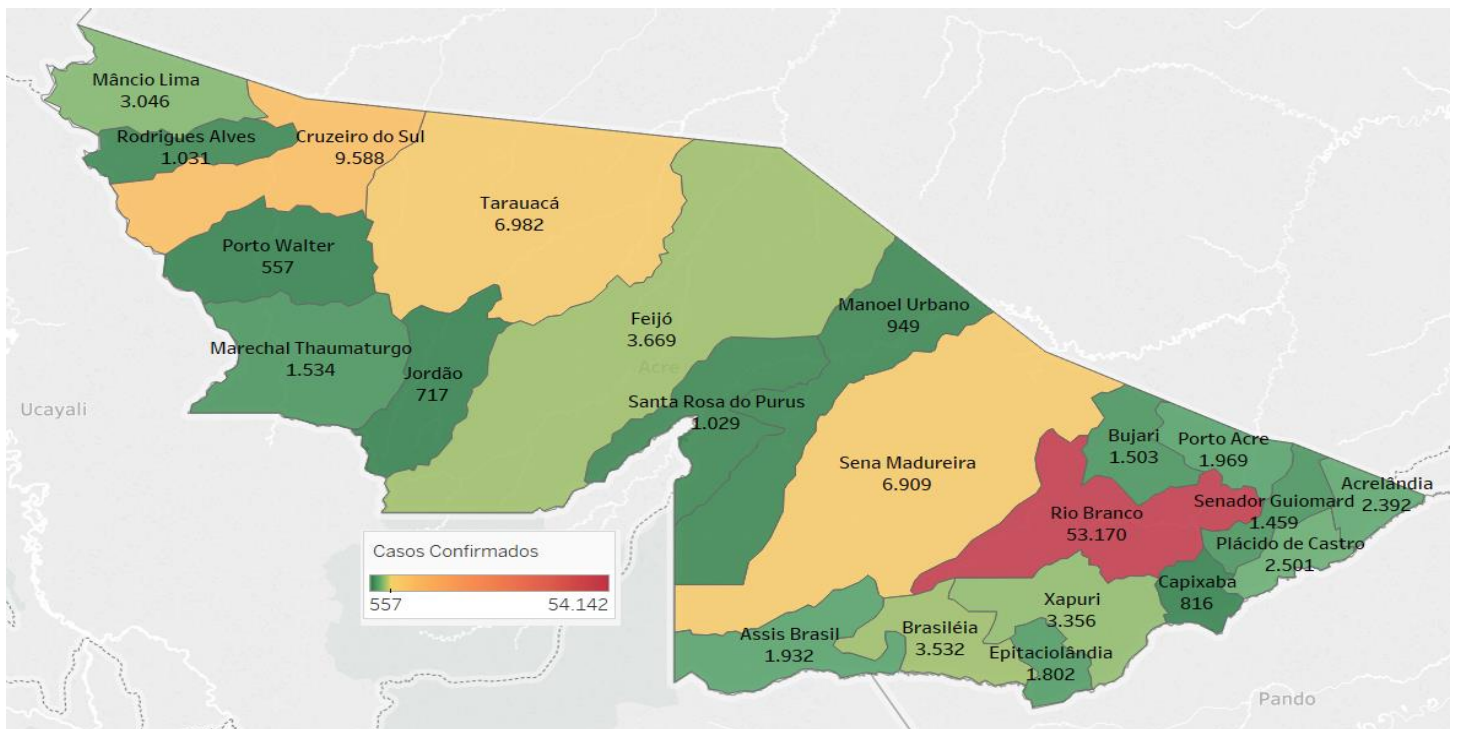 Mâncio Lima
3.046
Rodrigues Alves
1.031
Cruzeiro do Sul
9.588
Tarauacá
6.982
Porto Walter
557
Marechal Thaumaturgo
1.534
Jordão
717
Feijó
3.669
Acre
Manoel Urbano
949
Santa Rosa do Purus
1.029
Ucayali
Sena Madureira
6.909
Bujari
1.503
Porto Acre
1.969
Acrelândia
2.392
Senador Guiomard
1.459
Rio Branco
53.170
Plácido de Castro
2.501
Capixaba
816
Xapuri
3.356
Brasiléia
3.532
Assis Brasil
1.932
Epitaciolândia
1.802
Pando
Casos Confirmados
557 54.142